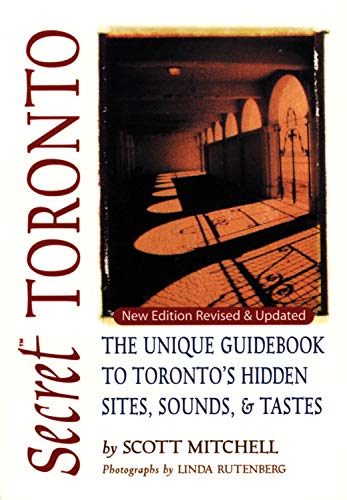 Secret™ TORONTO
New Edition Revised & Updated
THE UNIQUE GUIDEBOOK
TO TORONTO'S HIDDEN
SITES, SOUNDS, & TASTES
by SCOTT MITCHELL
Photographs by LINDA RUTENBERG